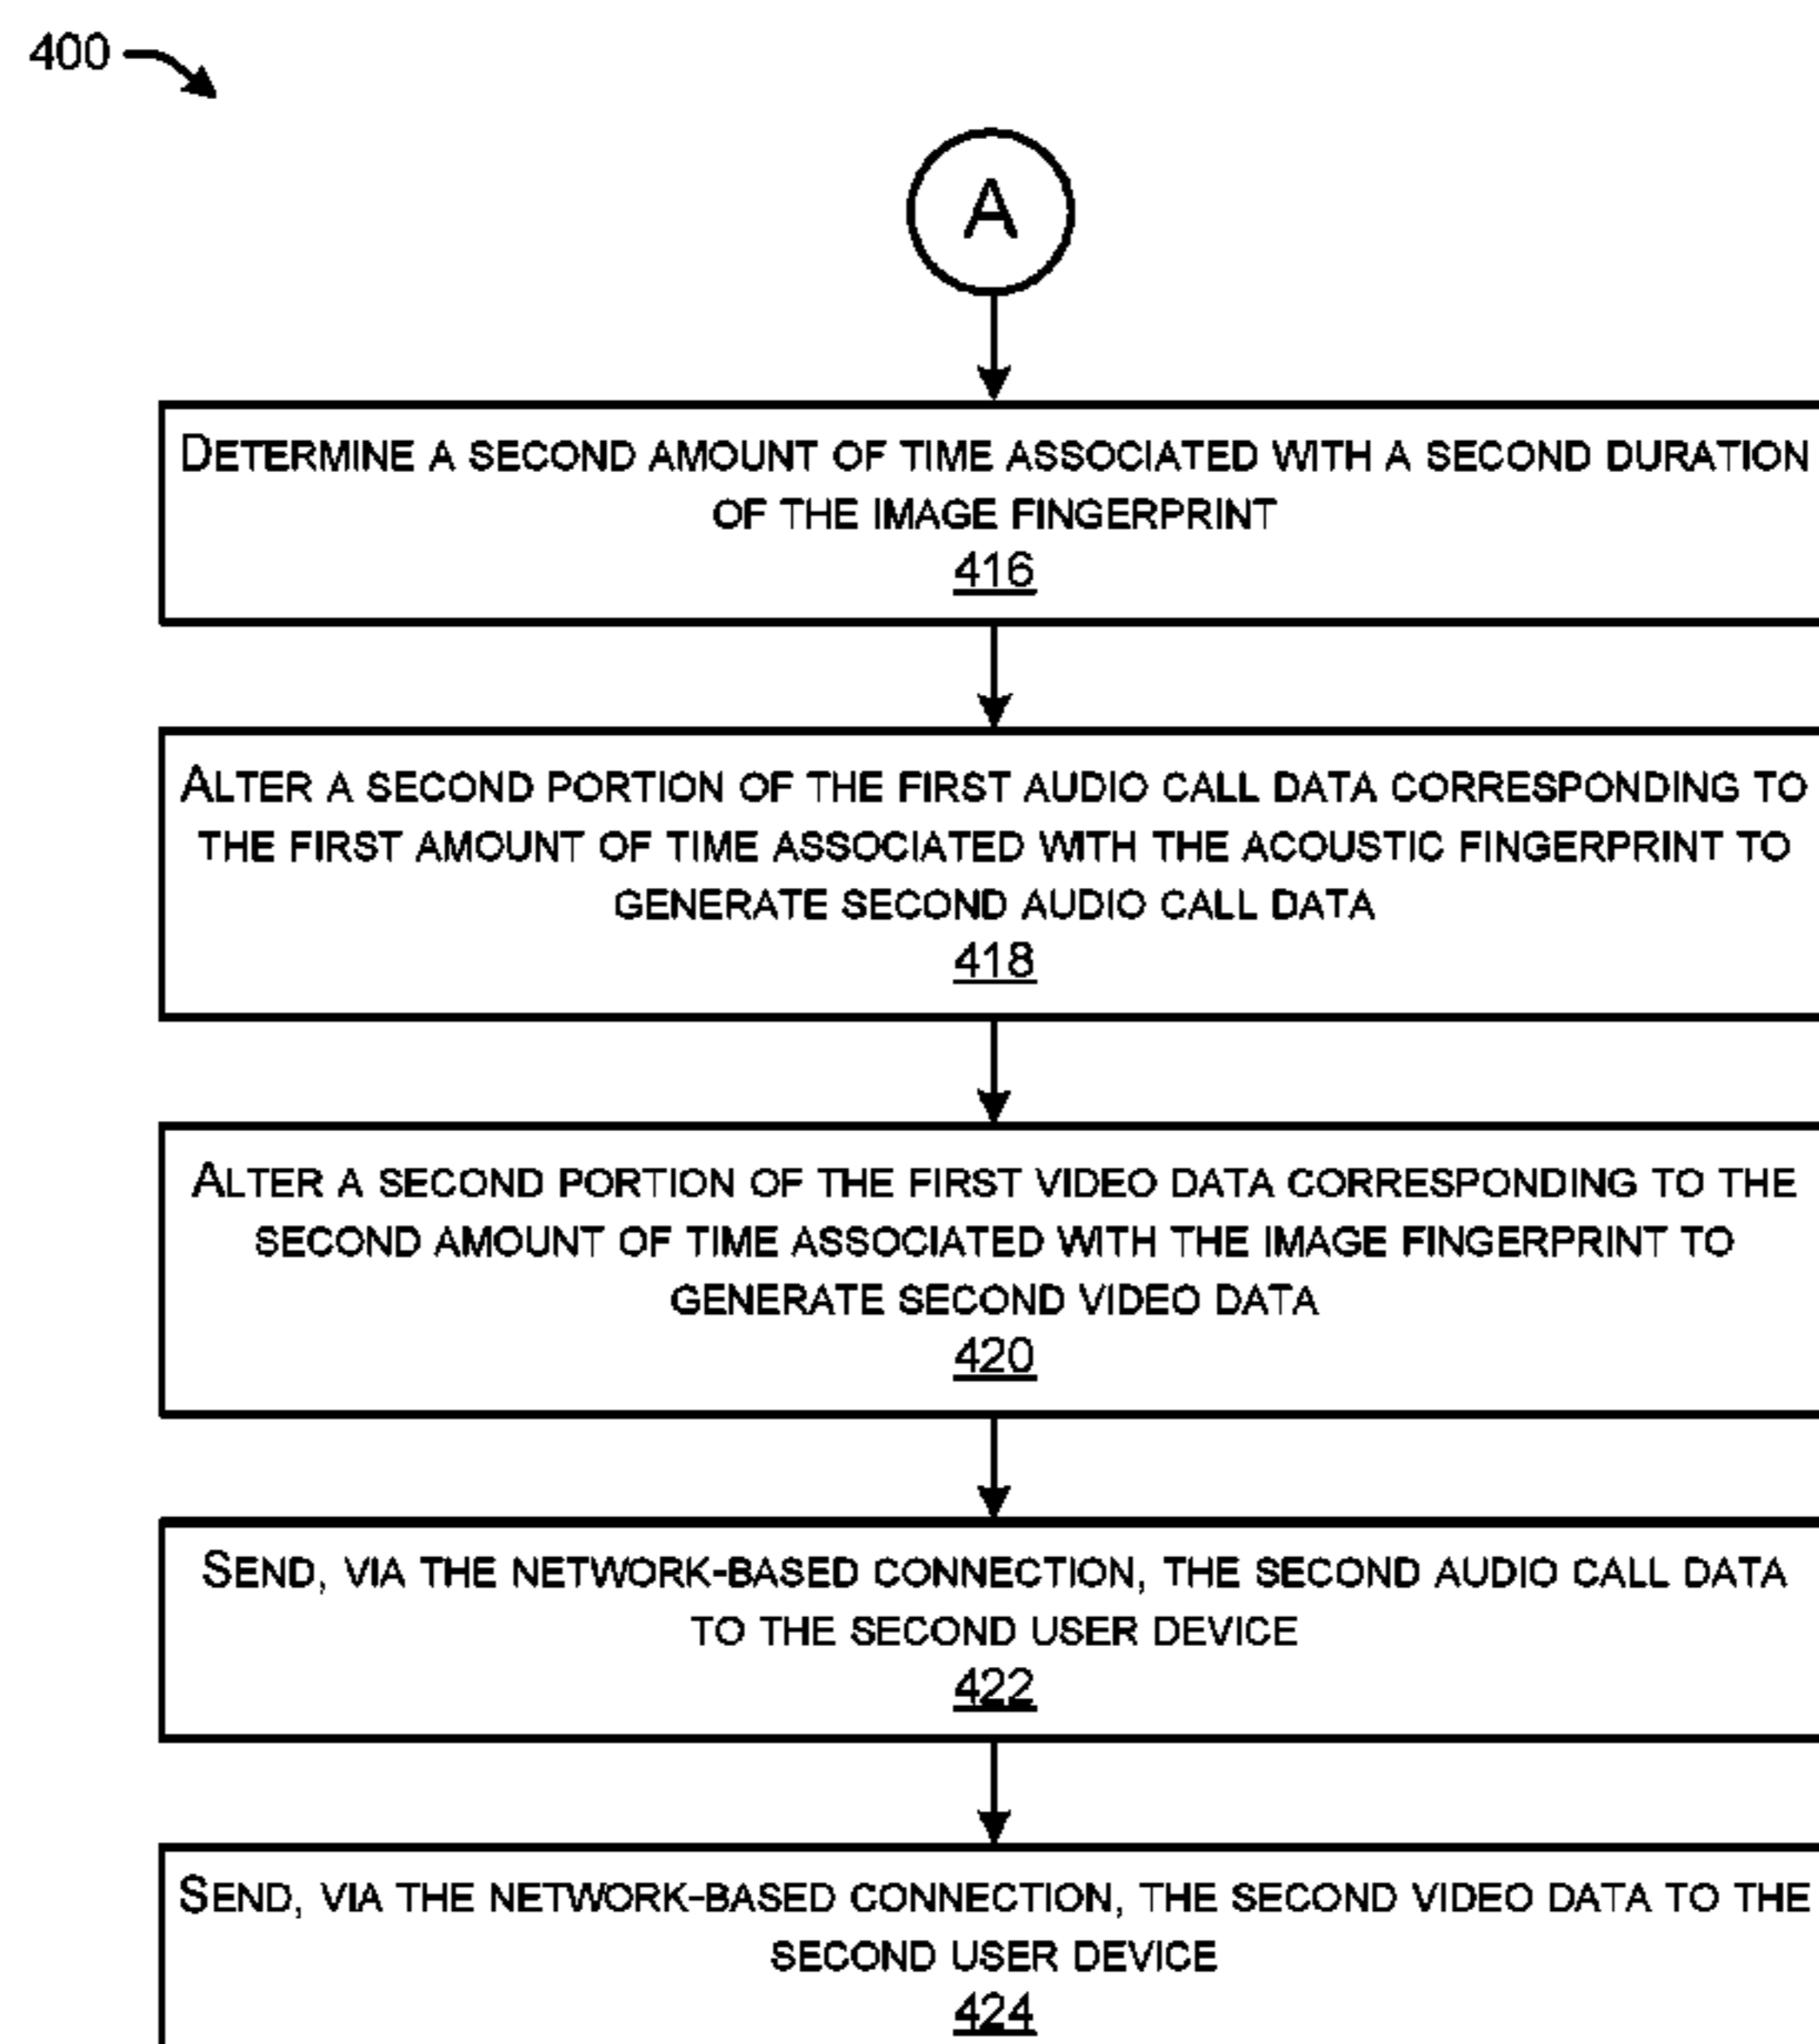 400
A
DETERMINE A SECOND AMOUNT OF TIME ASSOCIATED WITH A SECOND DURATION
OF THE IMAGE FINGERPRINT
416
ALTER A SECOND PORTION OF THE FIRST AUDIO CALL DATA CORRESPONDING TO
THE FIRST AMOUNT OF TIME ASSOCIATED WITH THE ACOUSTIC FINGERPRINT TO
GENERATE SECOND AUDIO CALL DATA
418
ALTER A SECOND PORTION OF THE FIRST VIDEO DATA CORRESPONDING TO THE
SECOND AMOUNT OF TIME ASSOCIATED WITH THE IMAGE FINGERPRINT TO
GENERATE SECOND VIDEO DATA
420
SEND, VIA THE NETWORK-BASED CONNECTION, THE SECOND AUDIO CALL DATA
TO THE SECOND USER DEVICE
422
SEND, VIA THE NETWORK-BASED CONNECTION, THE SECOND VIDEO DATA TO THE
SECOND USER DEVICE
424